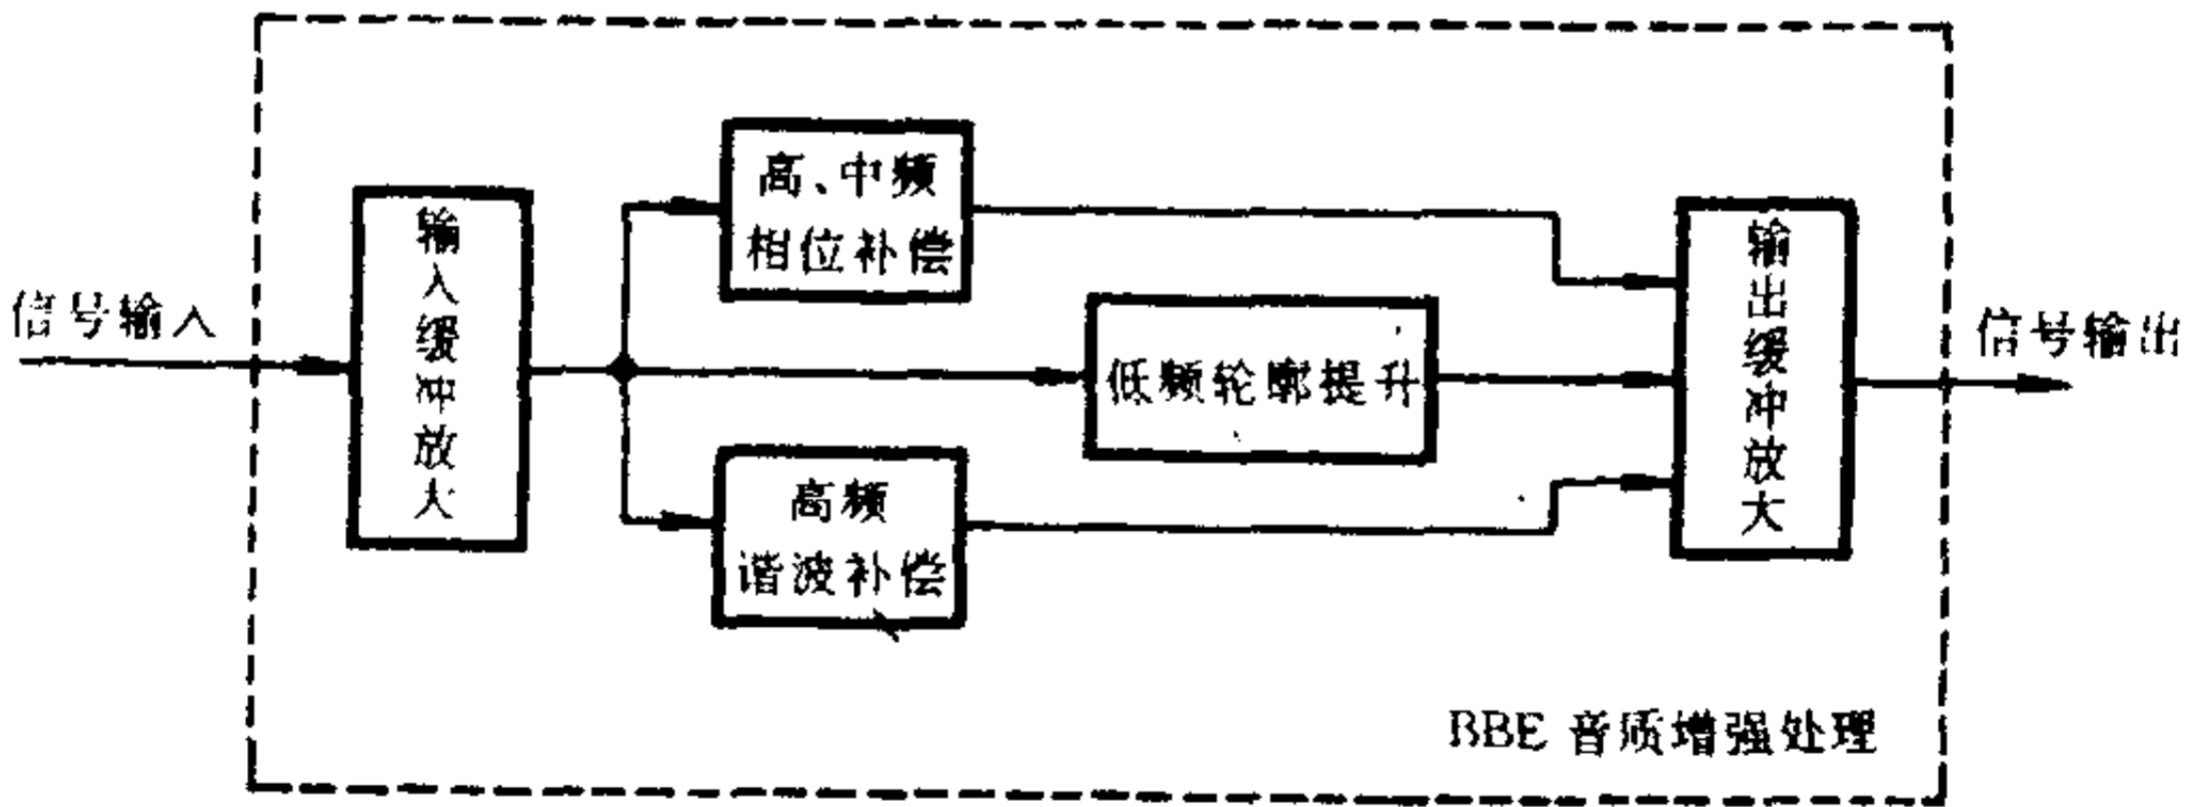 信号输入
输入缓冲放大
高、中频
相位补偿
低频轮廓提升
高频
谐波补偿
输出缓冲放大
信号输出
BBE 音质增强处理